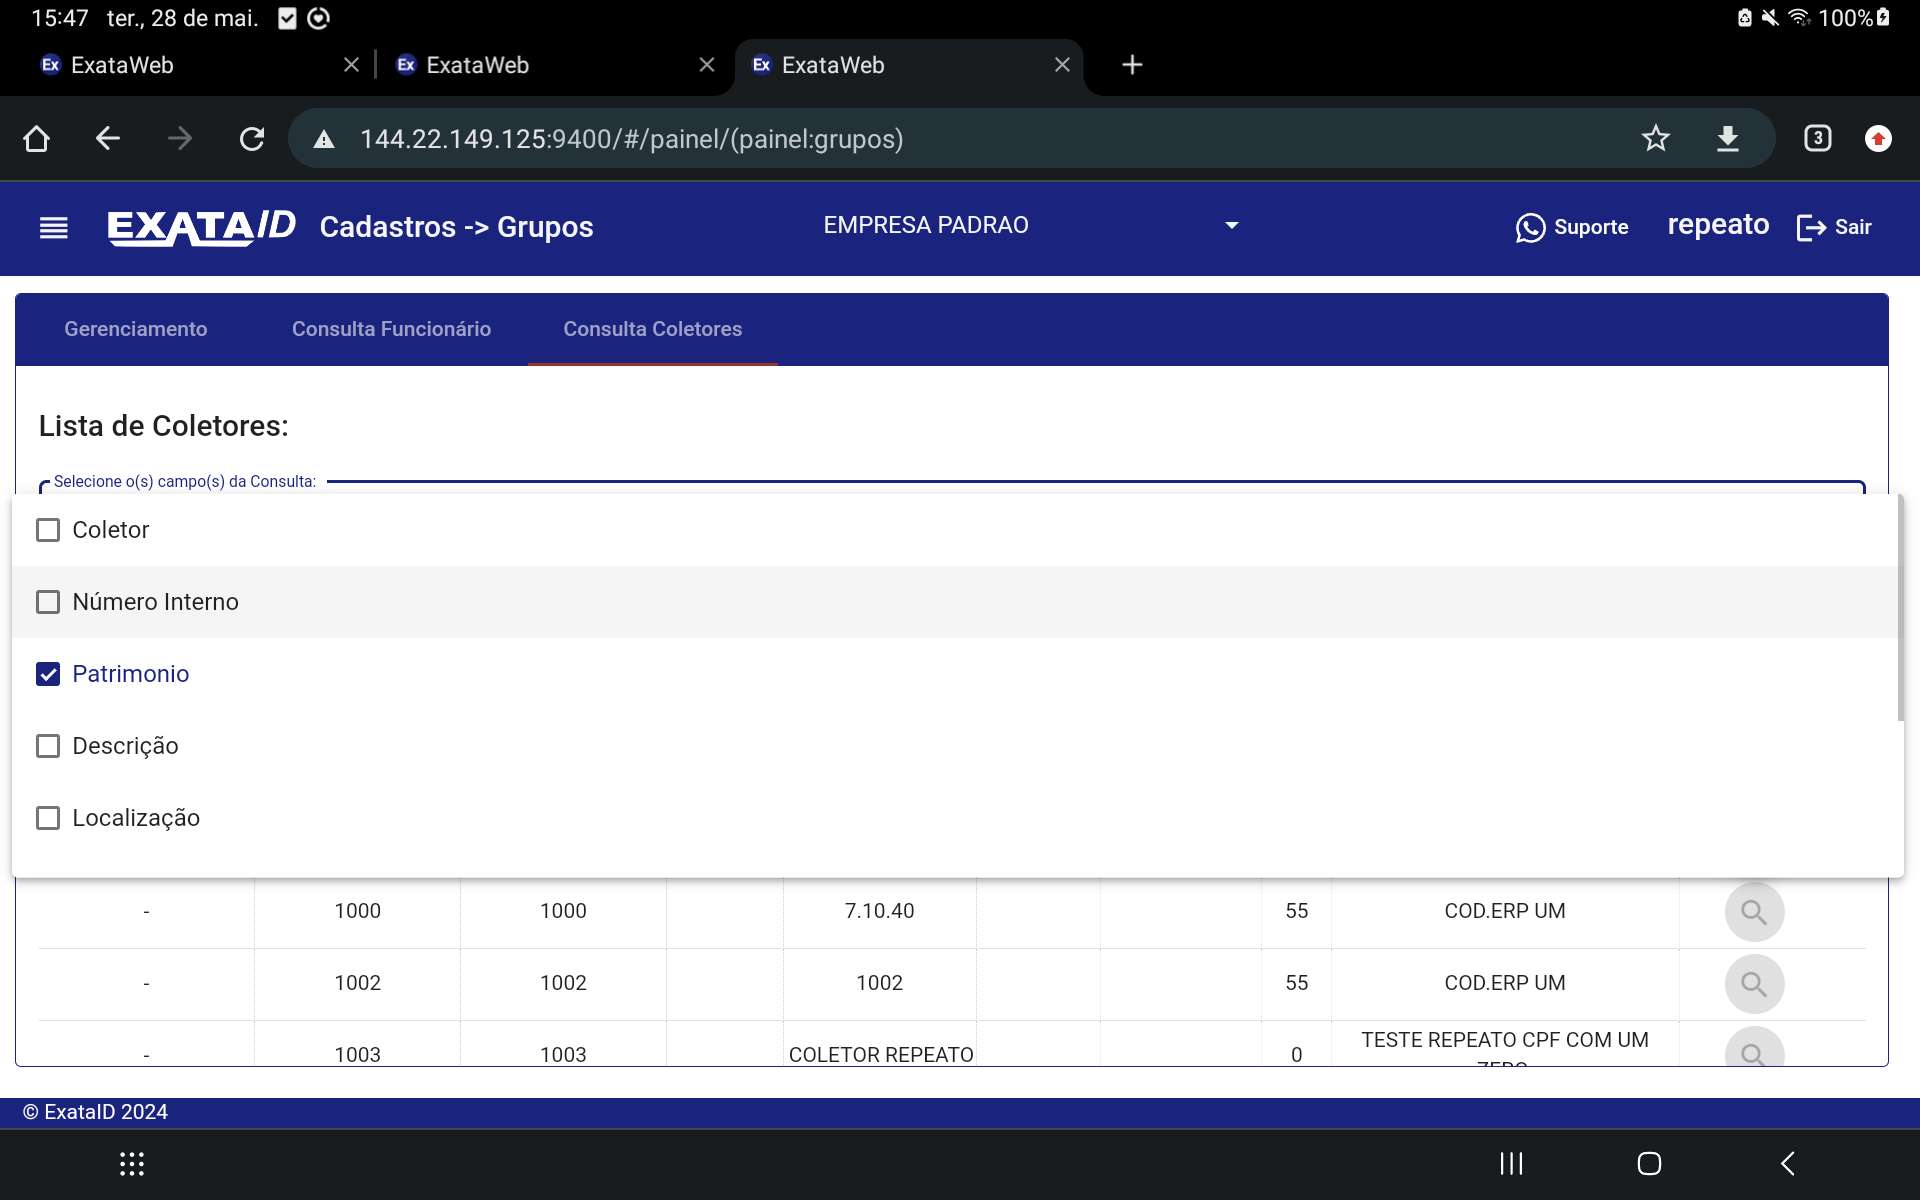 15:47 ter., 28 de mai. 100%
Ex ExataWeb Ex ExataWeb Ex ExataWeb
144.22.149.125:9400/#/painel/(painel:grupos) 3
EXATAID Cadastros -> Grupos EMPRESA PADRAO Suporte repeato Sair
Gerenciamento Consulta Funcionário Consulta Coletores
Lista de Coletores:
Selecione o(s) campo(s) da Consulta:
Coletor
Número Interno
Patrimonio
Descrição
Localização
- 1000 1000 7.10.40 55 COD.ERP UM
- 1002 1002 1002 55 COD.ERP UM
- 1003 1003 COLETOR REPEATO 0 TESTE REPEATO CPF COM UM
ZERO
© ExataID 2024